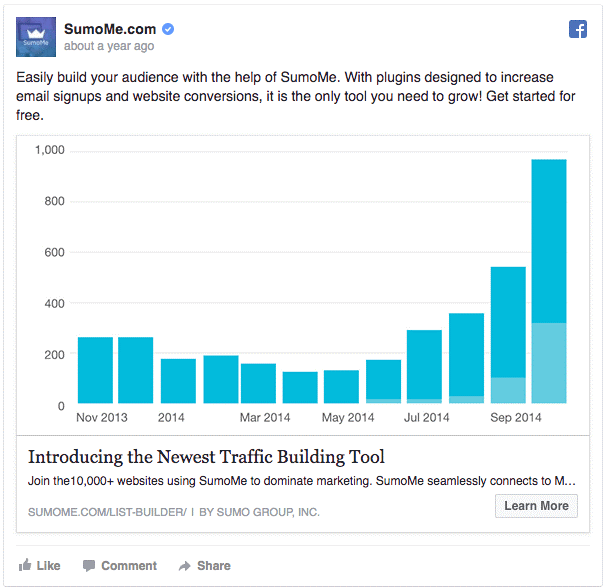 SumoMe.com
SumoMe
about a year ago
Easily build your audience with the help of SumoMe. With plugins designed to increase
email signups and website conversions, it is the only tool you need to grow! Get started for
free.
1,000
800
600
400
200
0
Nov 2013 2014 Mar 2014 May 2014 Jul 2014 Sep 2014
Introducing the Newest Traffic Building Tool
Join the10,000+ websites using SumoMe to dominate marketing. SumoMe seamlessly connects to M...
SUMOME.COM/LIST-BUILDER/ | BY SUMO GROUP, INC.
Learn More
Like Comment Share